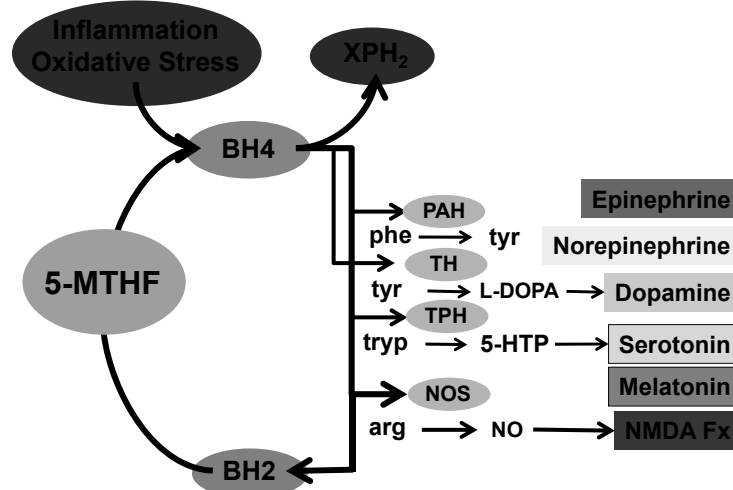 Inflammation
Oxidative Stress
XPH₂
BH4
PAH
Epinephrine
phe
tyr
Norepinephrine
5-MTHF
TH
tyr
L-DOPA
Dopamine
TPH
tryp
5-HTP
Serotonin
NOS
Melatonin
arg
NO
NMDA Fx
BH2